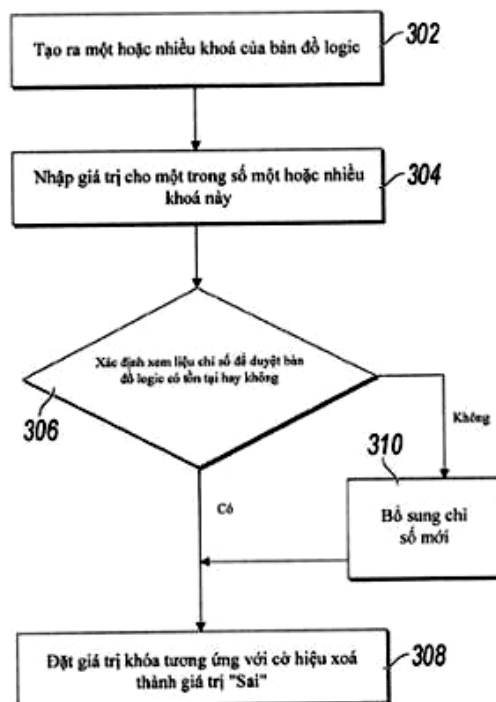 Tạo ra một hoặc nhiều khoá của bản đồ logic
302
Nhập giá trị cho một trong số một hoặc nhiều
khoá này
304
Xác định xem liệu chỉ số để duyệt bản
đồ logic có tồn tại hay không
306
Không
310
Có
Bổ sung chỉ
số mới
Đặt giá trị khóa tương ứng với cờ hiệu xoá
thành giá trị "Sai"
308